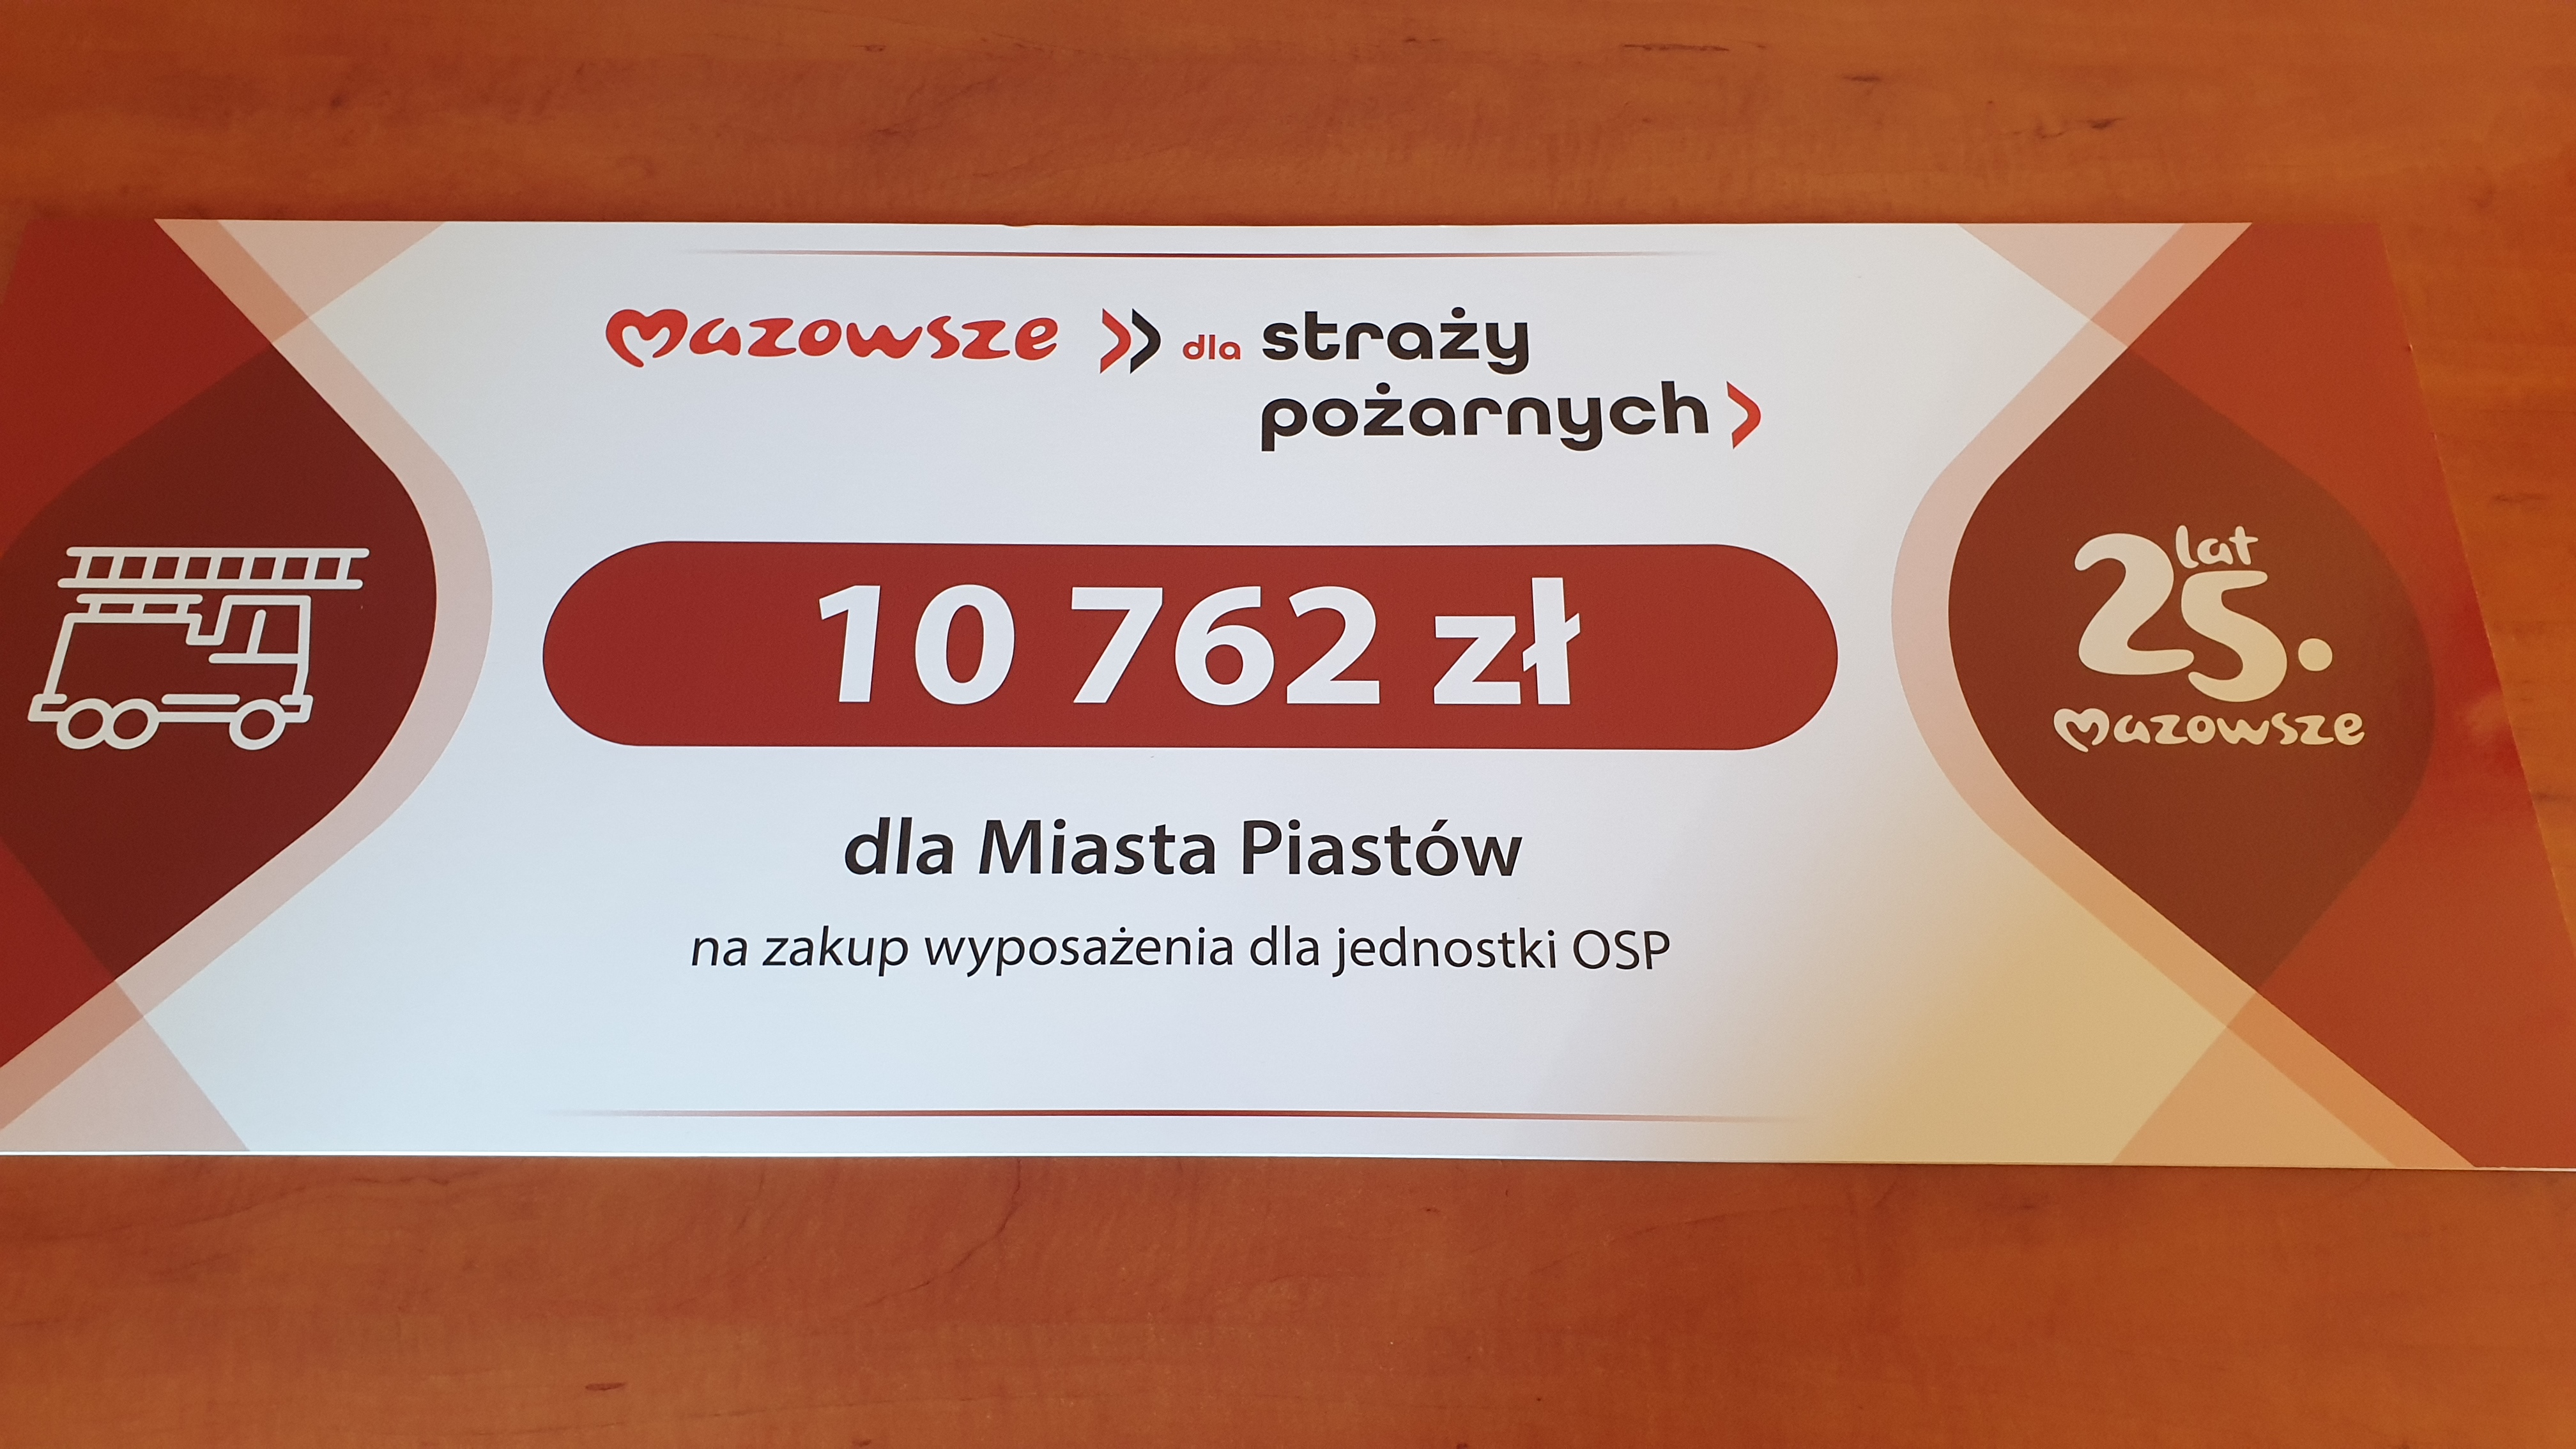 mazowsze dla straży
pożarnych
10 762 zł
dla Miasta Piastów
na zakup wyposażenia dla jednostki OSP
25. lat
mazowsze